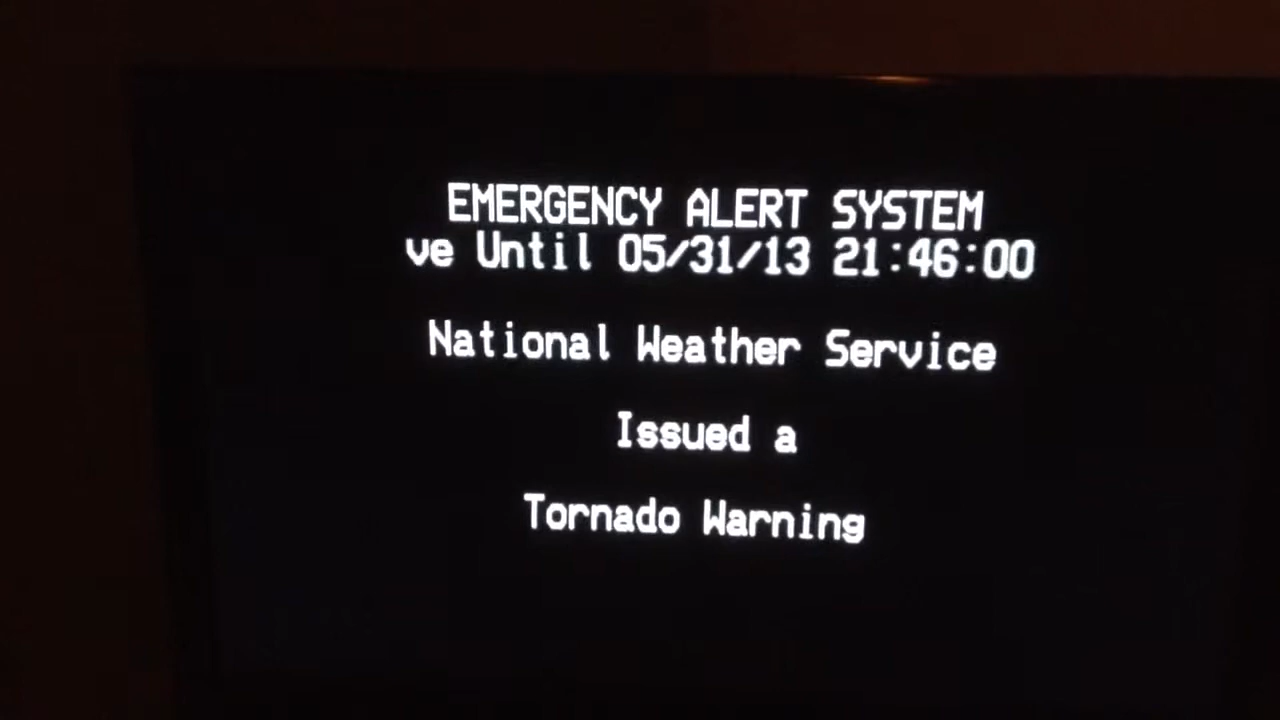 EMERGENCY ALERT SYSTEM
ve Until 05/31/13 21:46:00
National Weather Service
Issued a
Tornado Warning